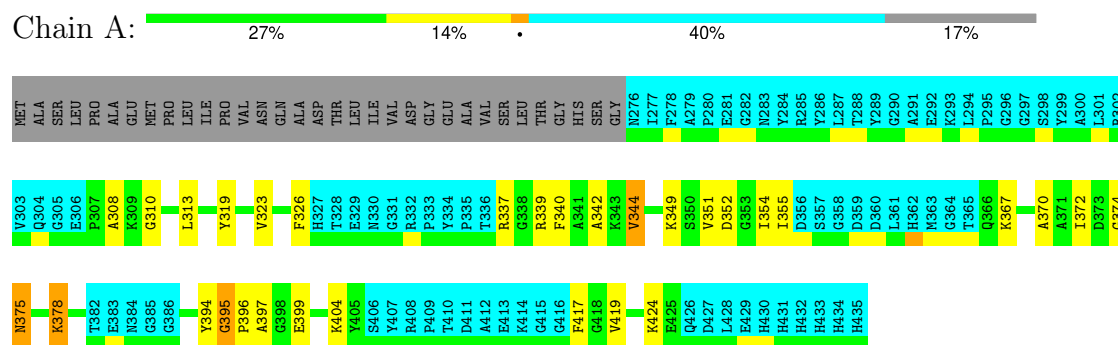 Chain A:
27% 14% • 40% 17%
MET ALA SER LEU PRO ALA GLU MET PRO LEU ILE PRO VAL ASN GLN ALA ASP THR LEU ILE VAL ASP GLY GLU ALA VAL SER LEU THR GLY HIS SER GLY N276 I277 F278 A279 P280 E281 G282 N283 Y284 R285 Y286 L287 T288 Y289 G290 A291 E292 K293 L294 P295 G296 G297 S298 Y299 A300 L301
V303 Q304 G305 E306 P307 A308 K309 G310 L313 Y319 V323 F326 H327 T328 E329 N330 G331 R332 P333 Y334 P335 T336 R337 G338 R339 F340 A341 A342 K343 V344 K349 S350 V351 D352 G353 I354 I355 D356 S357 G358 D359 D360 L361 H362 M363 G364 T365 Q366 K367 A370 A371 I372 D373
N375 K378 T382 E383 N384 G385 G386 Y394 G395 P396 A397 G398 E399 K404 Y405 S406 Y407 R408 P409 T410 D411 A412 E413 K414 G415 G416 F417 G418 V419 K424 E425 Q426 D427 L428 E429 H430 H431 H432 H433 H434 H435